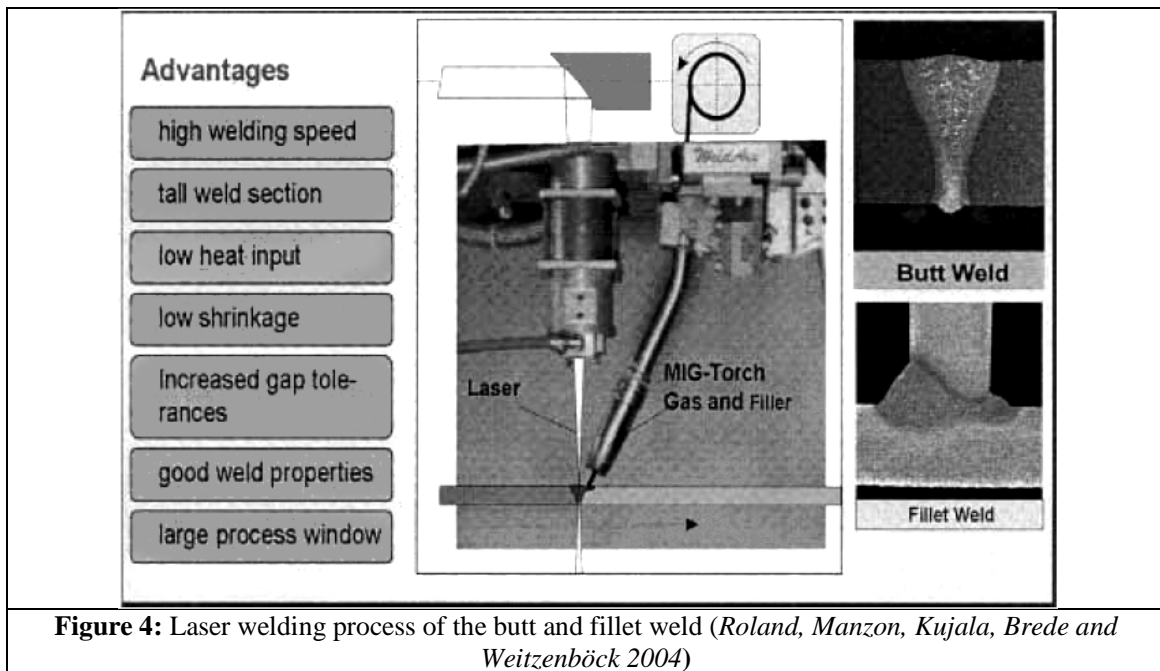 Advantages
high welding speed
tall weld section
low heat input
low shrinkage
Increased gap tole-
rances
good weld properties
large process window
Laser
MIG-Torch
Gas and Filler
Butt Weld
Fillet Weld
Figure 4: Laser welding process of the butt and fillet weld (Roland, Manzon, Kujala, Brede and
Weitzenböck 2004)